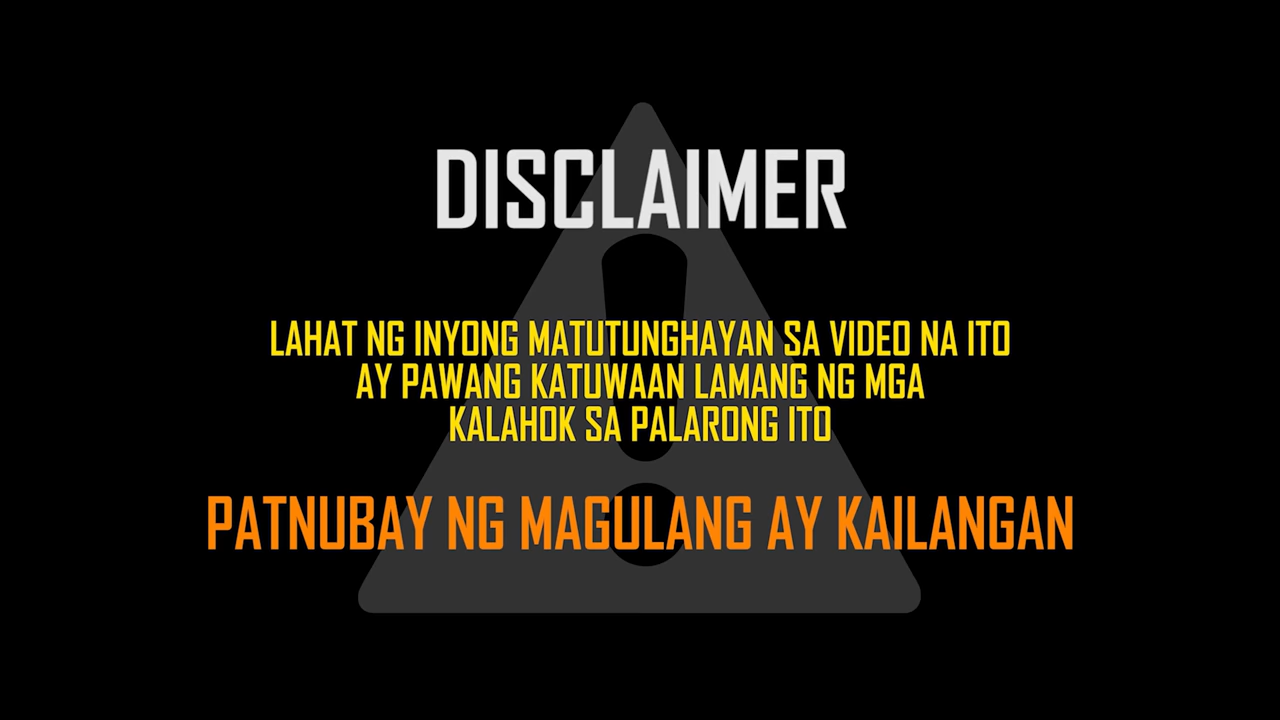 DISCLAIMER
LAHAT NG INYONG MATUTUNGHAYAN SA VIDEO NA ITO
AY PAWANG KATUWAAN LAMANG NG MGA
KALAHOK SA PALARONG ITO
PATNUBAY NG MAGULANG AY KAILANGAN